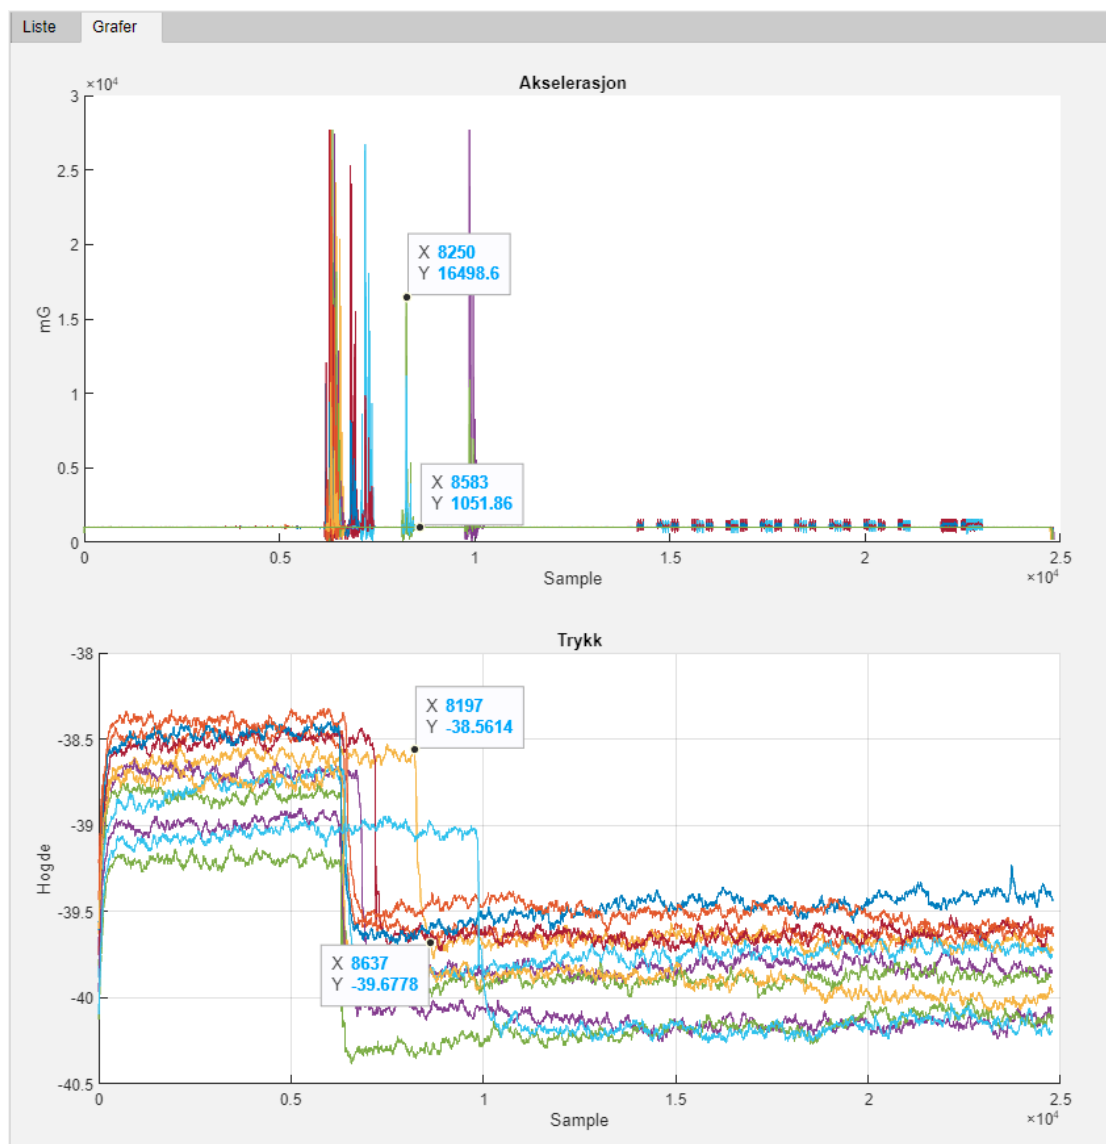 Liste Grafer
Akselerasjon
×10⁴
3
2.5
2
1.5
1
0.5
0
mG
X 8250
Y 16498.6
X 8583
Y 1051.86
0 0.5 1 1.5 2 2.5
Sample
×10⁴
Trykk
-38
-38.5
-39
-39.5
-40
-40.5
Hogde
X 8197
Y -38.5614
X 8637
Y -39.6778
0 0.5 1 1.5 2 2.5
Sample
×10⁴